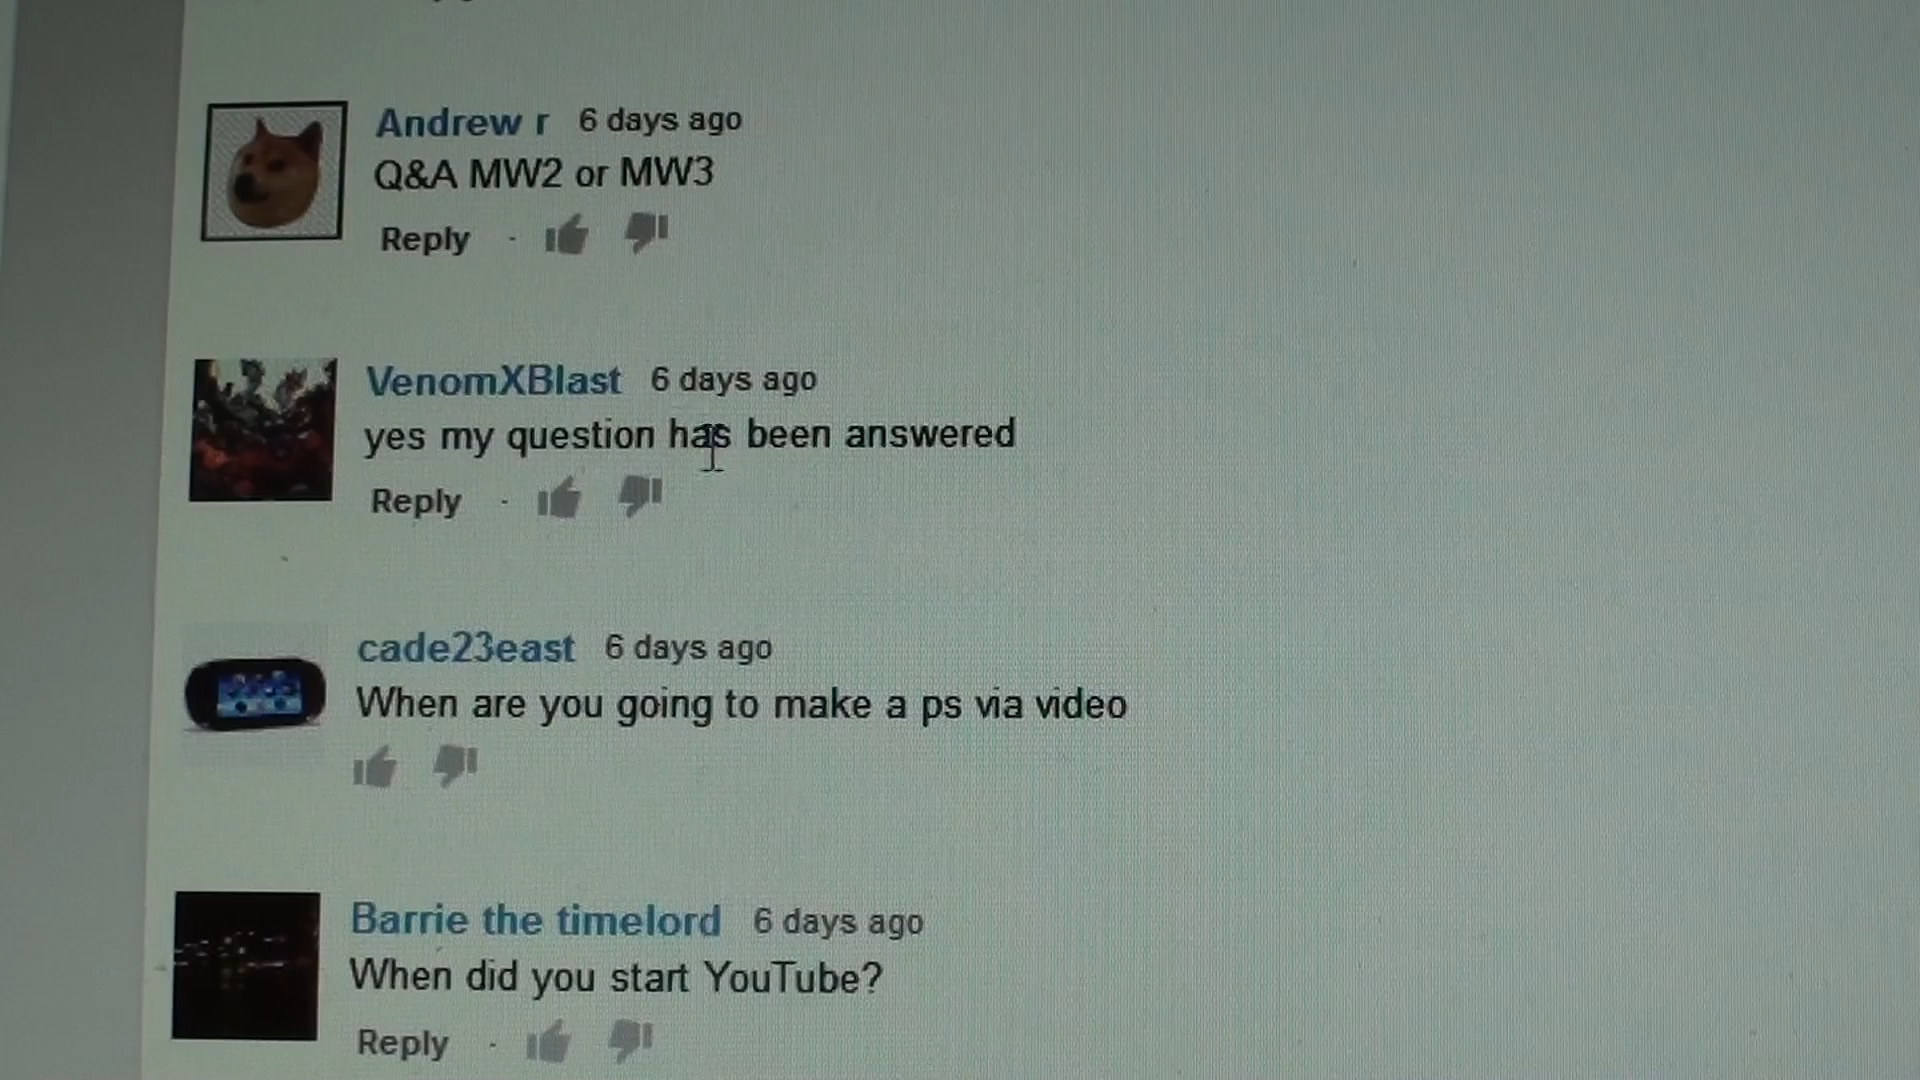 Andrew r 6 days ago
Q&A MW2 or MW3
Reply
VenomXBlast 6 days ago
yes my question has been answered
Reply
cade23east 6 days ago
When are you going to make a ps via video
Barrie the timelord 6 days ago
When did you start YouTube?
Reply